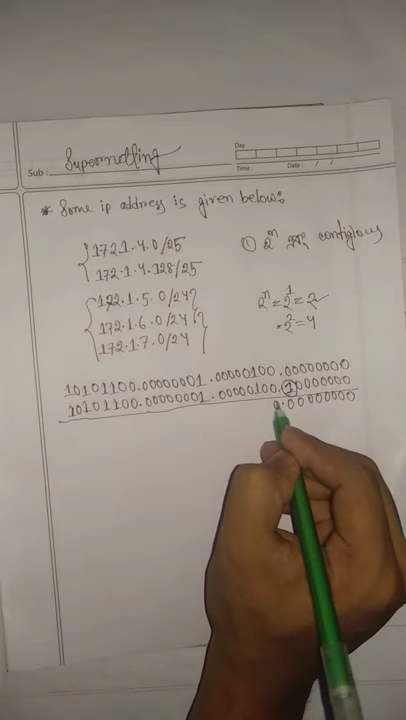 Sub : Supernetting
Day
Time : Date : / /
* Some ip address is given below:
172.1.4.0/25
172.1.4.128/25
172.1.5.0/24
172.1.6.0/24
172.1.7.0/24
① 2ⁿ contigious
2ⁿ = 2¹ = 2
= 2² = 4
10101100.00000001.00000100.00000000
10101100.00000001.00000100.10000000
0.00000000